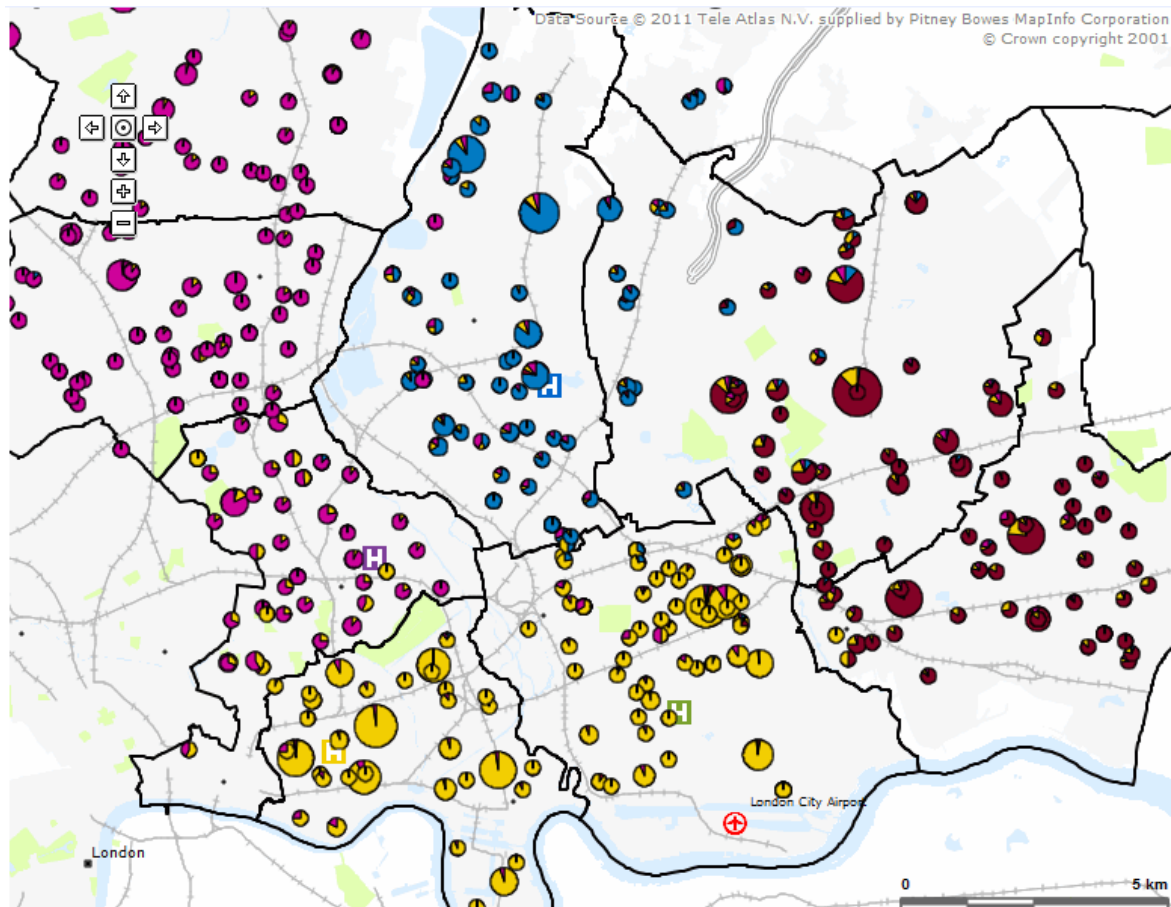 Data Source © 2011 Tele Atlas N.V. supplied by Pitney Bowes MapInfo Corporation
© Crown copyright 2001
H
H
H
H
London City Airport
London
0 5 km